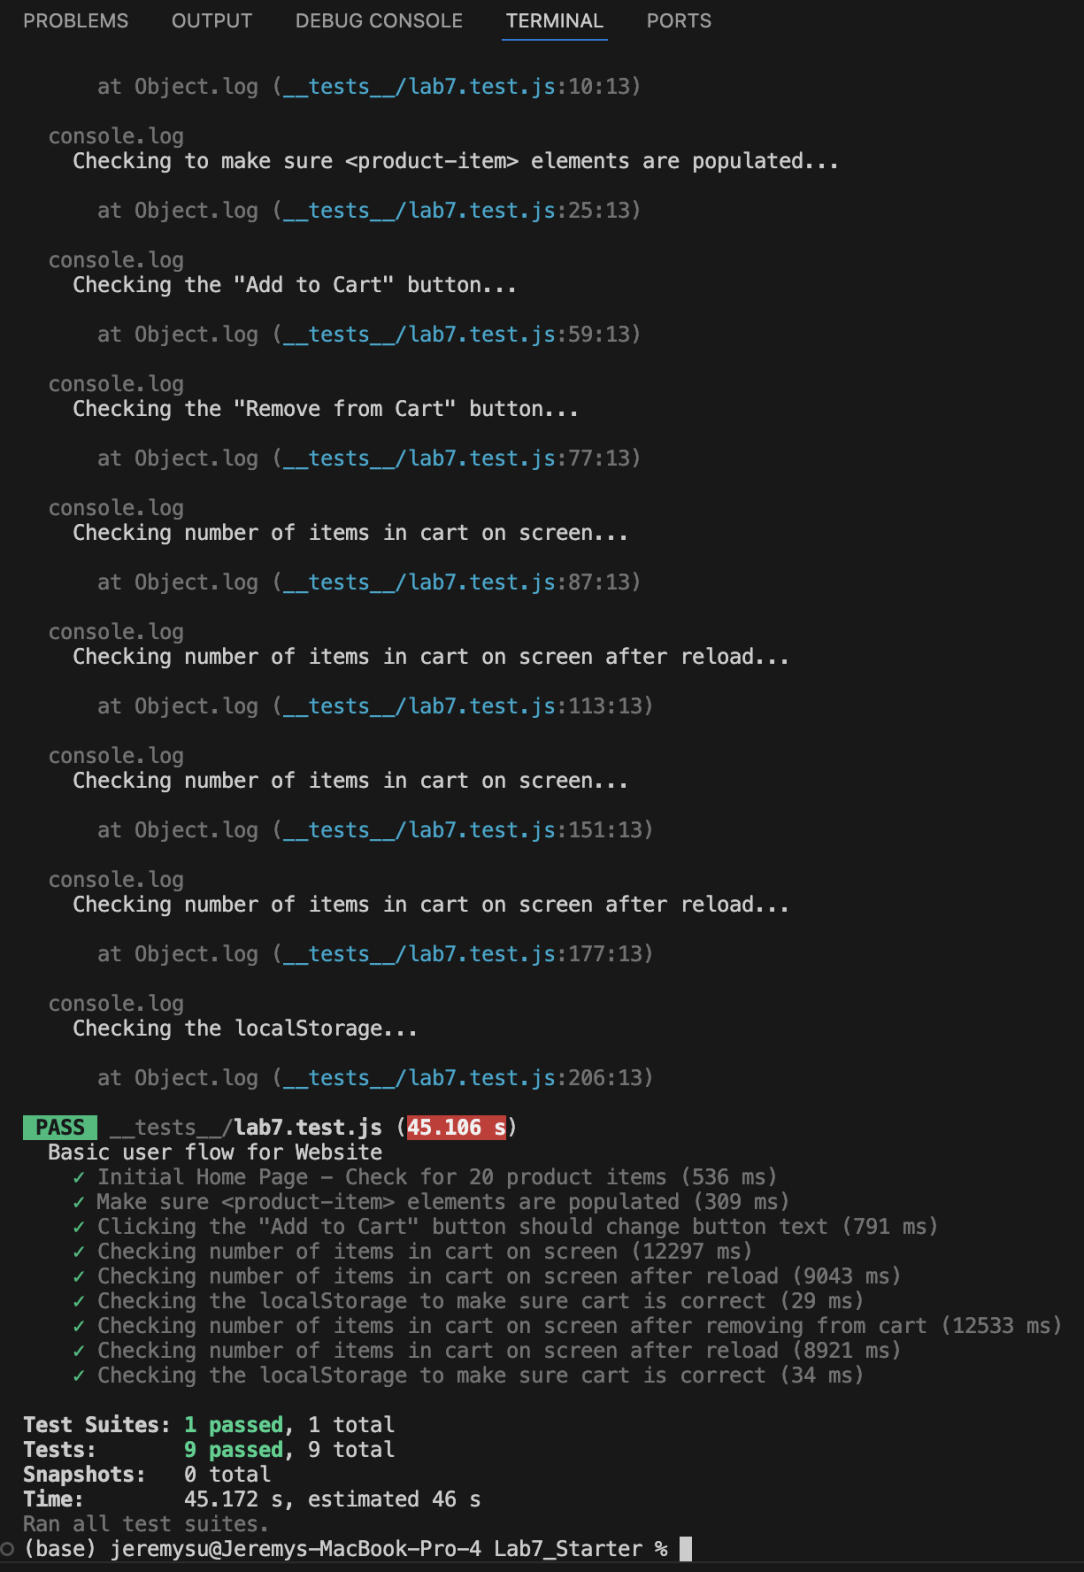 PROBLEMS OUTPUT DEBUG CONSOLE TERMINAL PORTS
at Object.log (__tests__/lab7.test.js:10:13)
console.log
Checking to make sure <product-item> elements are populated...
at Object.log (__tests__/lab7.test.js:25:13)
console.log
Checking the "Add to Cart" button...
at Object.log (__tests__/lab7.test.js:59:13)
console.log
Checking the "Remove from Cart" button...
at Object.log (__tests__/lab7.test.js:77:13)
console.log
Checking number of items in cart on screen...
at Object.log (__tests__/lab7.test.js:87:13)
console.log
Checking number of items in cart on screen after reload...
at Object.log (__tests__/lab7.test.js:113:13)
console.log
Checking number of items in cart on screen...
at Object.log (__tests__/lab7.test.js:151:13)
console.log
Checking number of items in cart on screen after reload...
at Object.log (__tests__/lab7.test.js:177:13)
console.log
Checking the localStorage...
at Object.log (__tests__/lab7.test.js:206:13)
PASS __tests__/lab7.test.js (45.106 s)
Basic user flow for Website
✓ Initial Home Page – Check for 20 product items (536 ms)
✓ Make sure <product-item> elements are populated (309 ms)
✓ Clicking the "Add to Cart" button should change button text (791 ms)
✓ Checking number of items in cart on screen (12297 ms)
✓ Checking number of items in cart on screen after reload (9043 ms)
✓ Checking the localStorage to make sure cart is correct (29 ms)
✓ Checking number of items in cart on screen after removing from cart (12533 ms)
✓ Checking number of items in cart on screen after reload (8921 ms)
✓ Checking the localStorage to make sure cart is correct (34 ms)
Test Suites: 1 passed, 1 total
Tests: 9 passed, 9 total
Snapshots: 0 total
Time: 45.172 s, estimated 46 s
Ran all test suites.
(base) jeremysu@Jeremys-MacBook-Pro-4 Lab7_Starter %